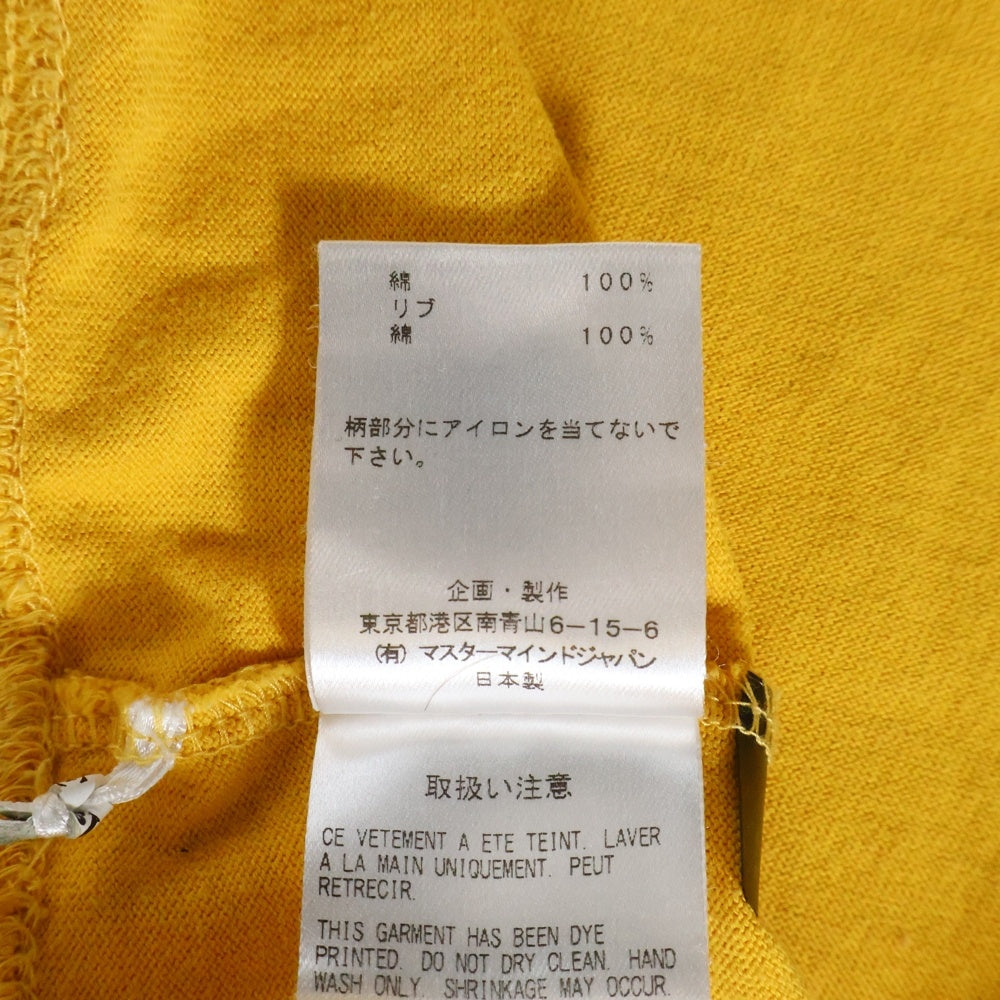 綿 100%
リブ
綿 100%
柄部分にアイロンを当てないで
下さい。
企画・製作
東京都港区南青山6-15-6
(有) マスターマインドジャパン
日本製
取扱い注意
CE VETEMENT A ETE TEINT. LAVER
A LA MAIN UNIQUEMENT. PEUT
RETRECIR.
THIS GARMENT HAS BEEN DYE
PRINTED. DO NOT DRY CLEAN. HAND
WASH ONLY. SHRINKAGE MAY OCCUR.